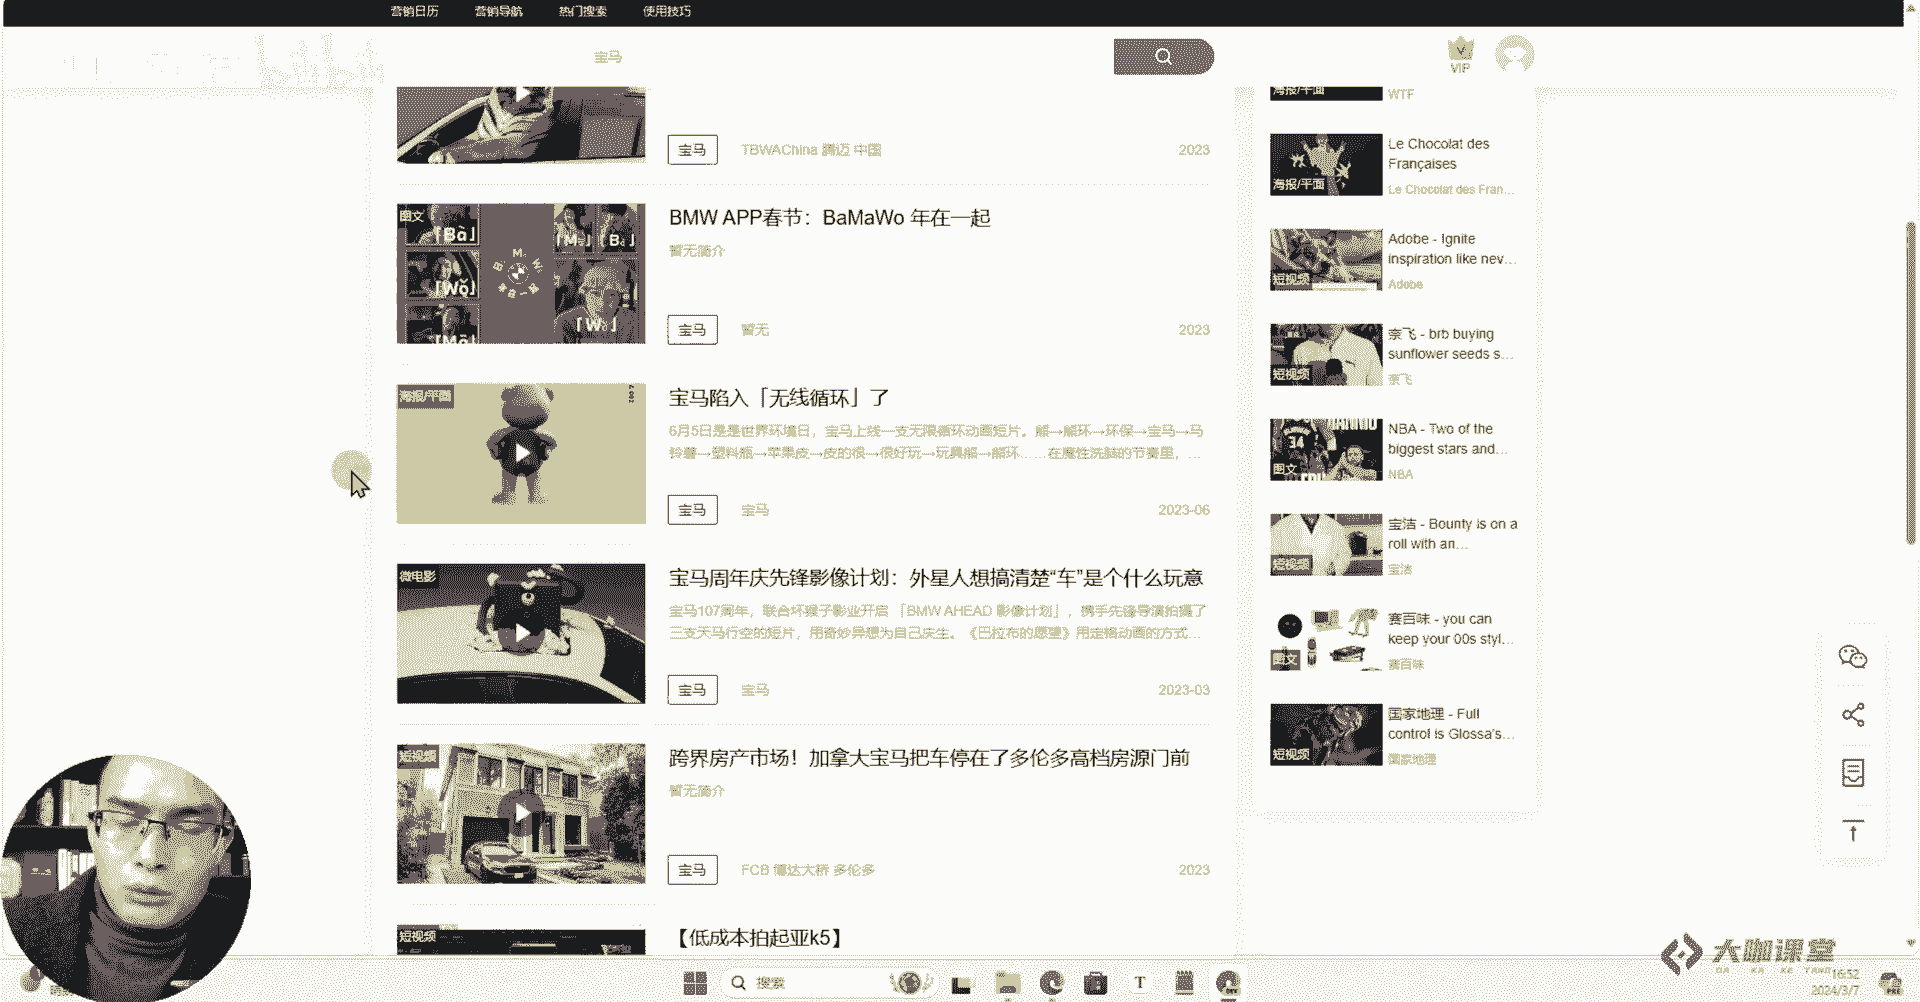 营销日历 营销导航 热门搜索 使用技巧
宝马
VIP
宝马 TBWAChina 腾迈 中国 2023
图文
「Bà」
「Wǒ」
BMW APP春节：BaMaWo 年在一起
暂无简介
宝马 暂无 2023
海报/平面
宝马陷入「无线循环」了
6月5日是是世界环境日，宝马上线一支无限循环动画短片。熊→熊环→环保→宝马→马
铃薯→塑料瓶→苹果皮→皮的很→很好玩→玩具熊→熊环……在魔性洗脑的节奏里，...
宝马 宝马 2023-06
微电影
宝马周年庆先锋影像计划：外星人想搞清楚“车”是个什么玩意
宝马107周年，联合坏猴子影业开启 「BMW AHEAD 影像计划」，携手先锋导演拍摄了
三支天马行空的短片，用奇妙异想为自己庆生。《巴拉布的愿望》用定格动画的方式...
宝马 宝马 2023-03
短视频
跨界房产市场！加拿大宝马把车停在了多伦多高档房源门前
暂无简介
宝马 FCB 博达大桥 多伦多 2023
短视频
【低成本拍起亚k5】
海报/平面
WTF
海报/平面
Le Chocolat des
Françaises
Le Chocolat des Fran...
短视频
Adobe - Ignite
inspiration like nev...
Adobe
短视频
奈飞 - brb buying
sunflower seeds s...
奈飞
34
图文
NBA - Two of the
biggest stars and...
NBA
短视频
宝洁 - Bounty is on a
roll with an...
宝洁
图文
赛百味 - you can
keep your 00s styl...
赛百味
短视频
国家地理 - Full
control is Glossa's...
国家地理
大咖课堂
DA KA KE TANG
搜索
T
DEV
16:52
2024/3/7
PRE